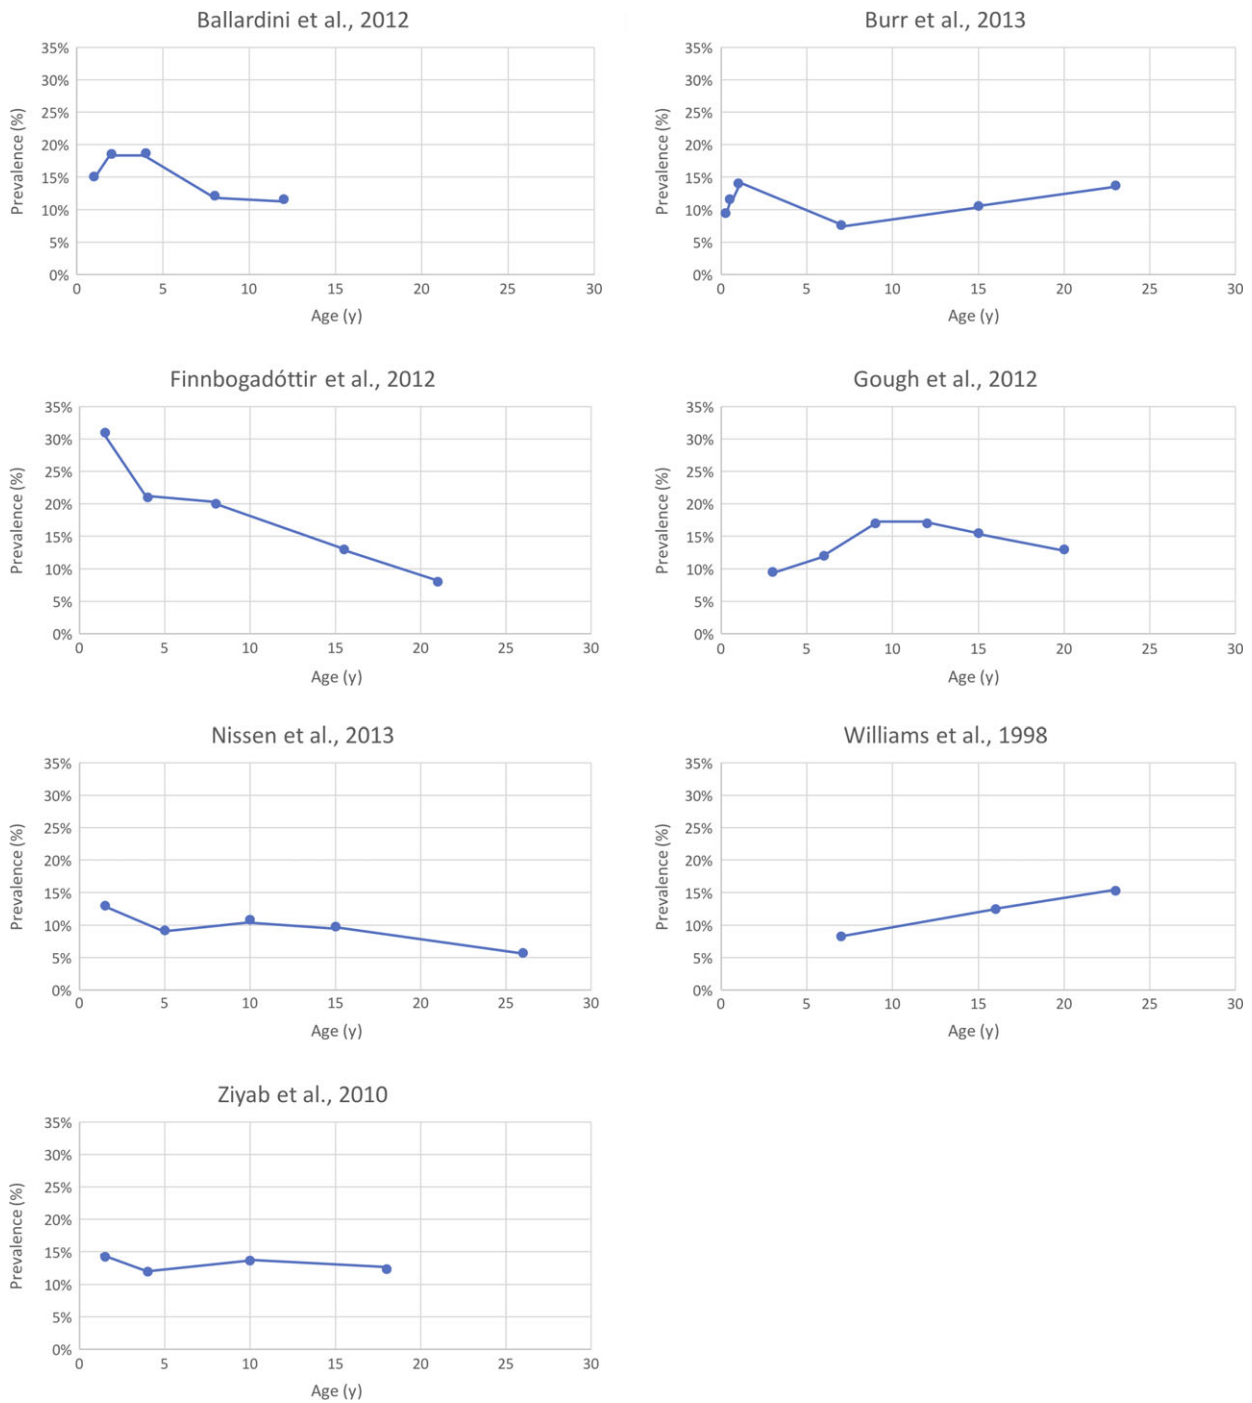 Ballardini et al., 2012
35%
30%
25%
20%
15%
10%
5%
0%
Prevalence (%)
0 5 10 15 20 25 30
Age (y)
Burr et al., 2013
35%
30%
25%
20%
15%
10%
5%
0%
Prevalence (%)
0 5 10 15 20 25 30
Age (y)
Finnbogadóttir et al., 2012
35%
30%
25%
20%
15%
10%
5%
0%
Prevalence (%)
0 5 10 15 20 25 30
Age (y)
Gough et al., 2012
35%
30%
25%
20%
15%
10%
5%
0%
Prevalence (%)
0 5 10 15 20 25 30
Age (y)
Nissen et al., 2013
35%
30%
25%
20%
15%
10%
5%
0%
Prevalence (%)
0 5 10 15 20 25 30
Age (y)
Williams et al., 1998
35%
30%
25%
20%
15%
10%
5%
0%
Prevalence (%)
0 5 10 15 20 25 30
Age (y)
Ziyab et al., 2010
35%
30%
25%
20%
15%
10%
5%
0%
Prevalence (%)
0 5 10 15 20 25 30
Age (y)